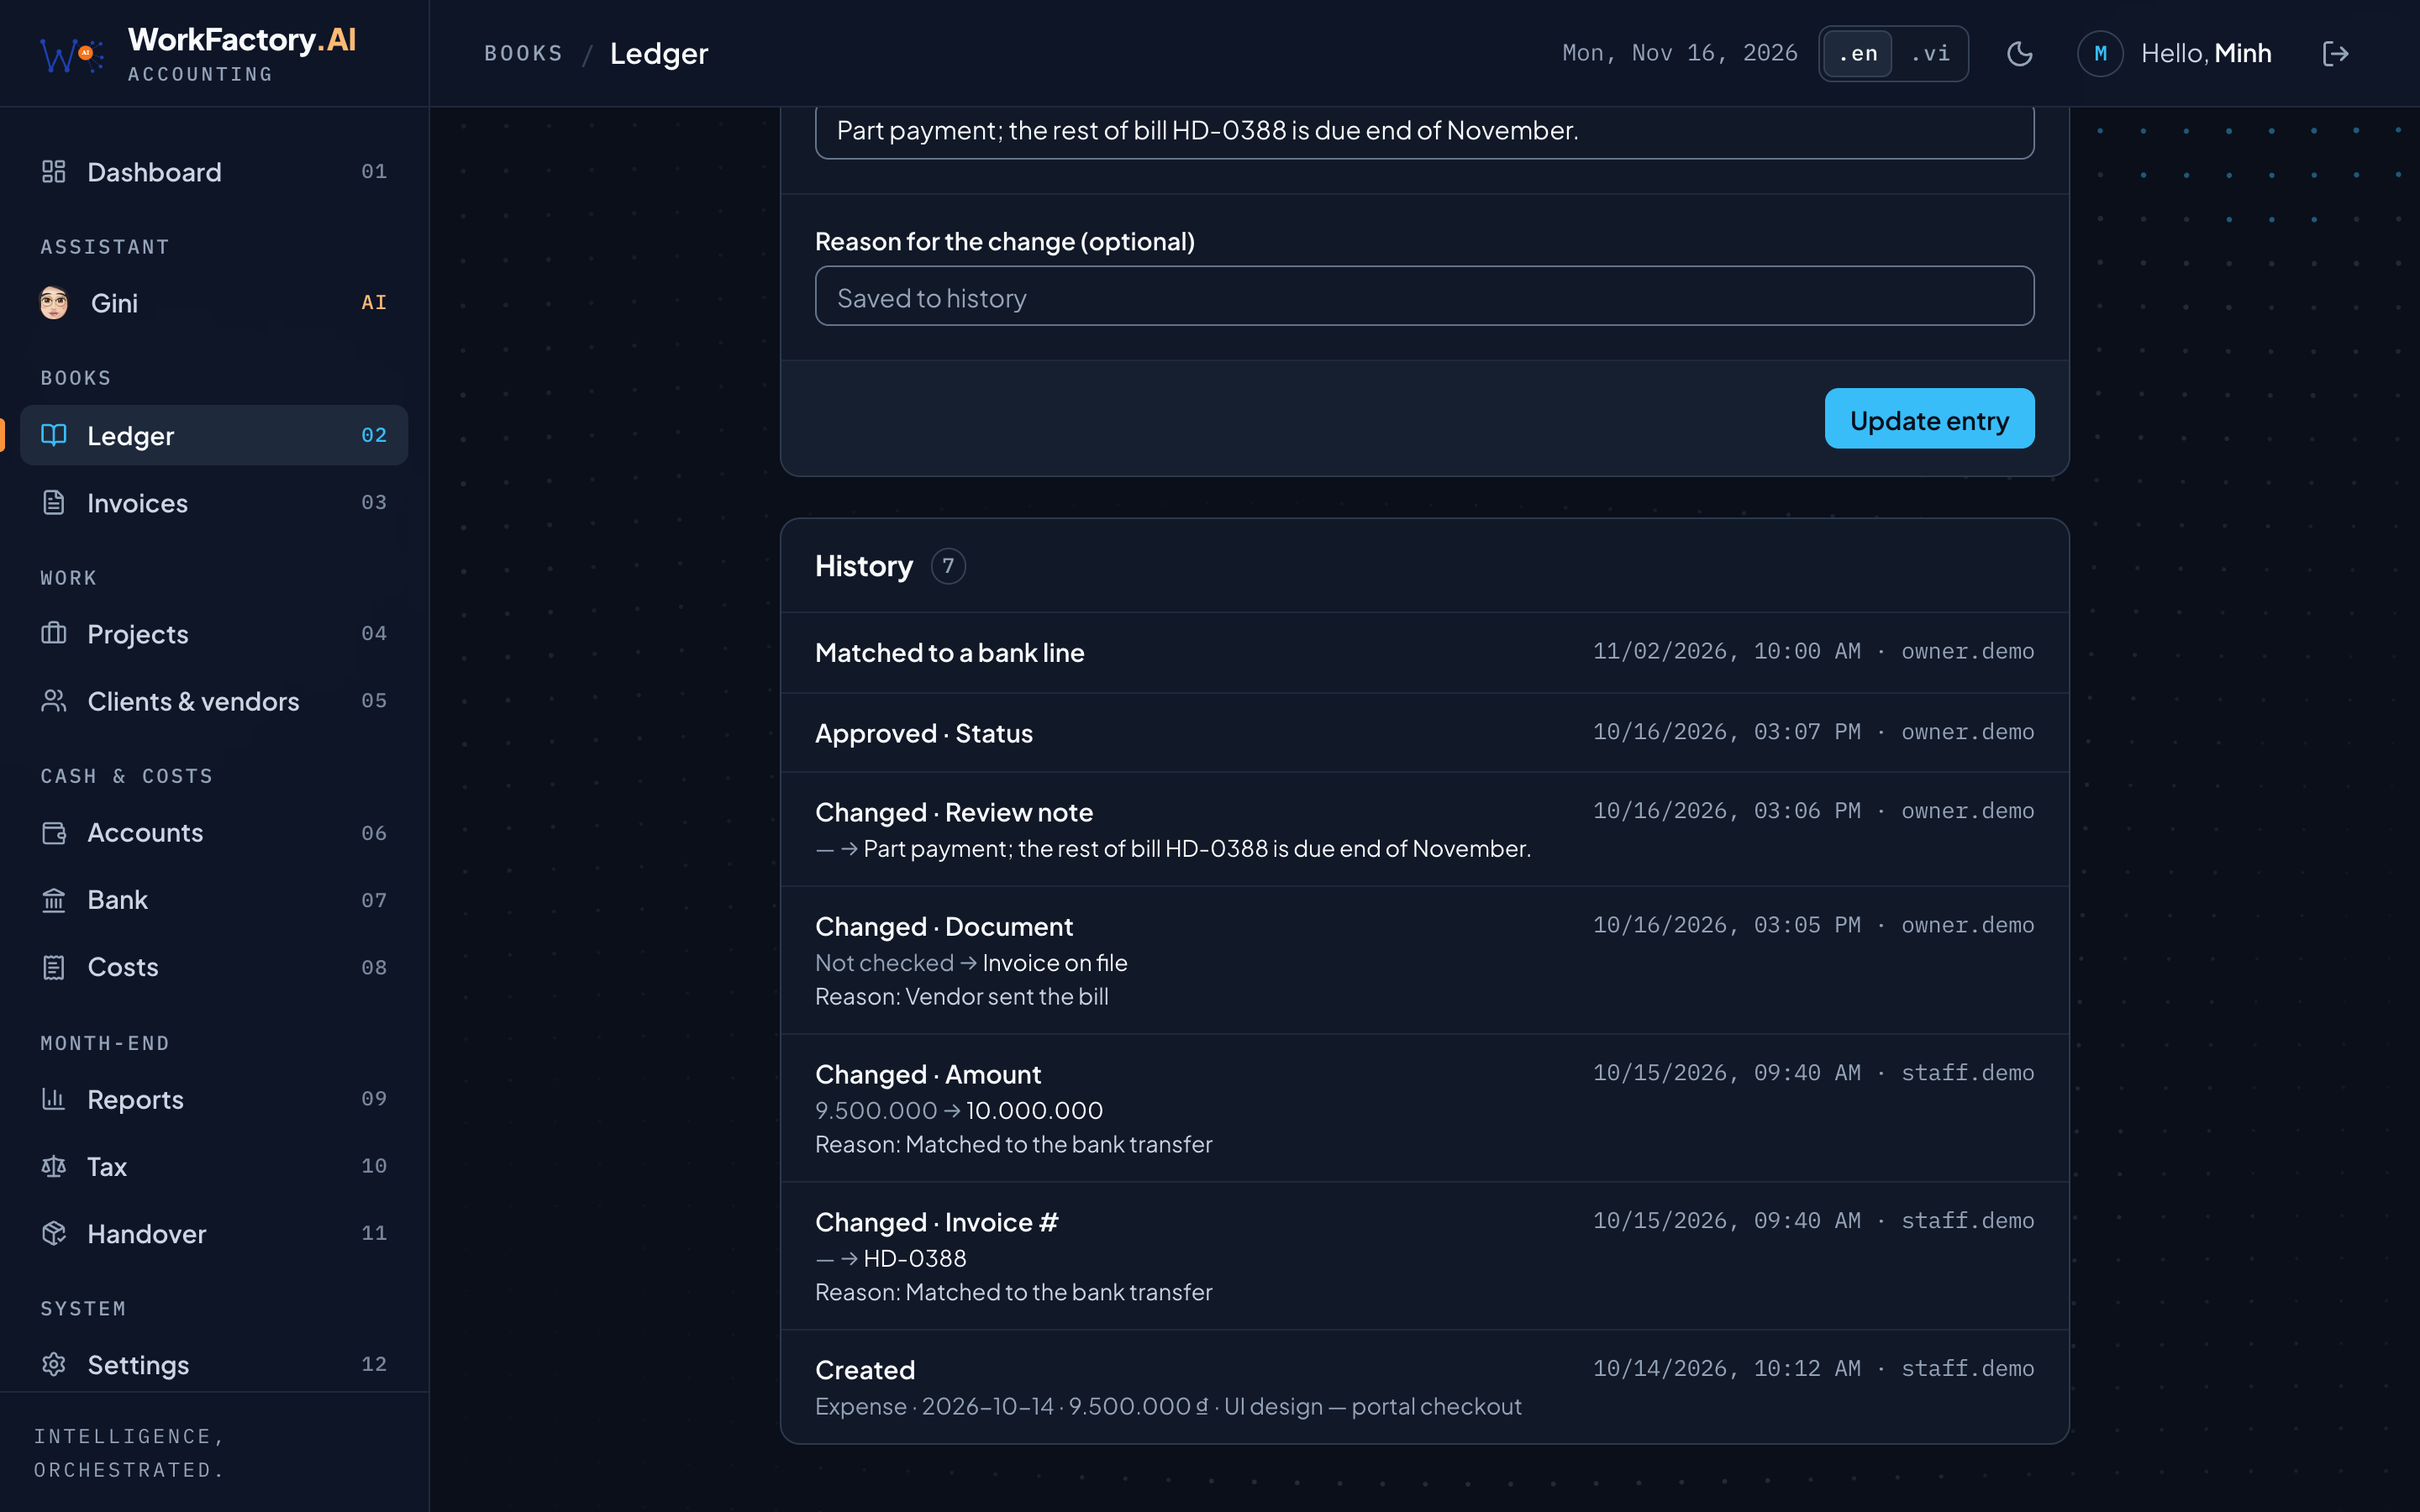 WorkFactory.AI
ACCOUNTING
Dashboard 01
ASSISTANT
Gini AI
BOOKS
Ledger 02
Invoices 03
WORK
Projects 04
Clients & vendors 05
CASH & COSTS
Accounts 06
Bank 07
Costs 08
MONTH-END
Reports 09
Tax 10
Handover 11
SYSTEM
Settings 12
INTELLIGENCE,
ORCHESTRATED.
BOOKS / Ledger
Mon, Nov 16, 2026 .en .vi M Hello, Minh
Part payment; the rest of bill HD-0388 is due end of November.
Reason for the change (optional)
Saved to history
Update entry
History 7
Matched to a bank line 11/02/2026, 10:00 AM · owner.demo
Approved · Status 10/16/2026, 03:07 PM · owner.demo
Changed · Review note 10/16/2026, 03:06 PM · owner.demo
— → Part payment; the rest of bill HD-0388 is due end of November.
Changed · Document 10/16/2026, 03:05 PM · owner.demo
Not checked → Invoice on file
Reason: Vendor sent the bill
Changed · Amount 10/15/2026, 09:40 AM · staff.demo
9.500.000 → 10.000.000
Reason: Matched to the bank transfer
Changed · Invoice # 10/15/2026, 09:40 AM · staff.demo
— → HD-0388
Reason: Matched to the bank transfer
Created 10/14/2026, 10:12 AM · staff.demo
Expense · 2026-10-14 · 9.500.000 ₫ · UI design — portal checkout